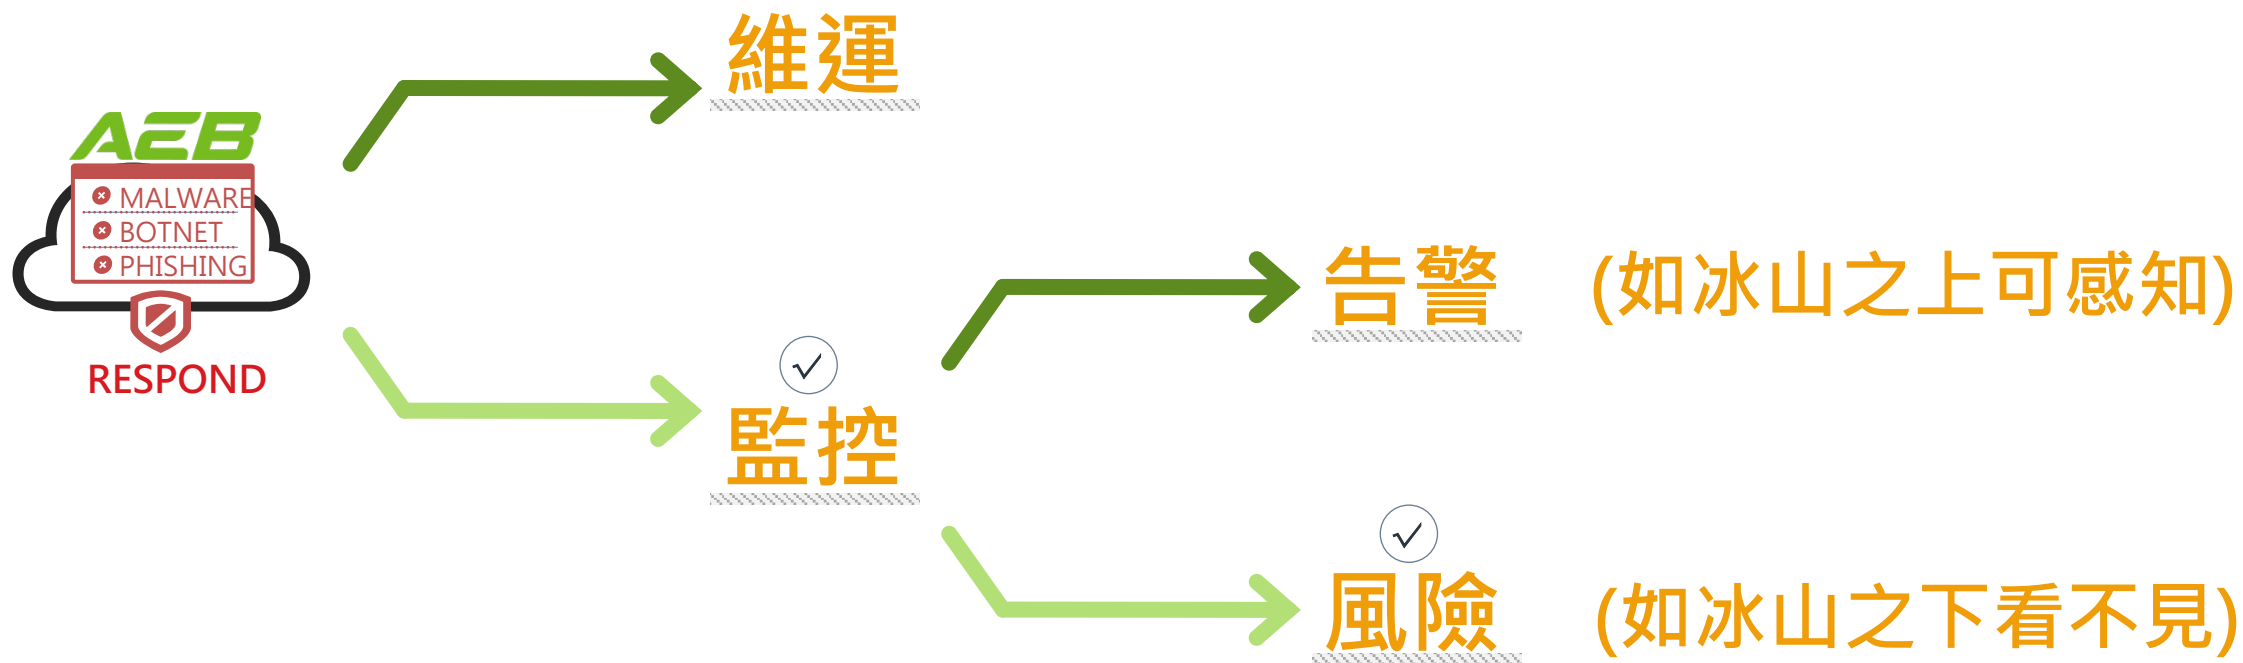 AEB
MALWARE
BOTNET
PHISHING
RESPOND
維運
監控
告警 (如冰山之上可感知)
風險 (如冰山之下看不見)